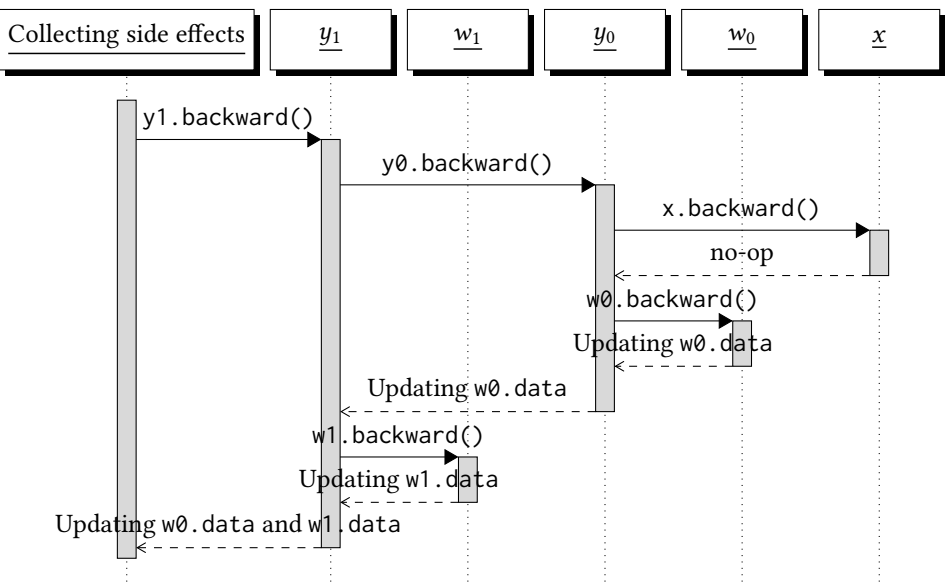 Collecting side effects
y₁
w₁
y₀
w₀
x
y1.backward()
y0.backward()
x.backward()
no-op
w0.backward()
Updating w0.data
Updating w0.data
w1.backward()
Updating w1.data
Updating w0.data and w1.data